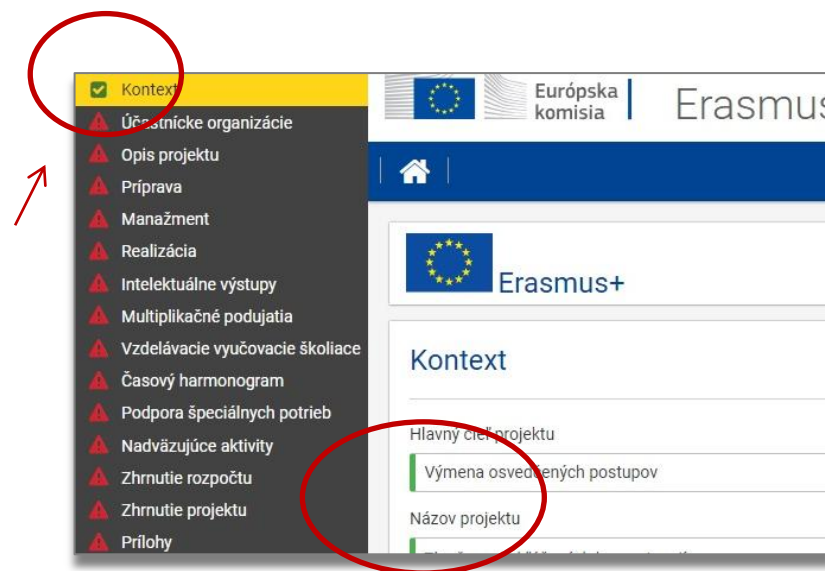 Kontext
Účastnícke organizácie
Opis projektu
Príprava
Manažment
Realizácia
Intelektuálne výstupy
Multiplikačné podujatia
Vzdelávacie vyučovacie školiace
Časový harmonogram
Podpora špeciálnych potrieb
Nadväzujúce aktivity
Zhrnutie rozpočtu
Zhrnutie projektu
Prílohy
Európska
komisia
Erasmus
Erasmus+
Kontext
Hlavný cieľ projektu
Výmena osvedčených postupov
Názov projektu